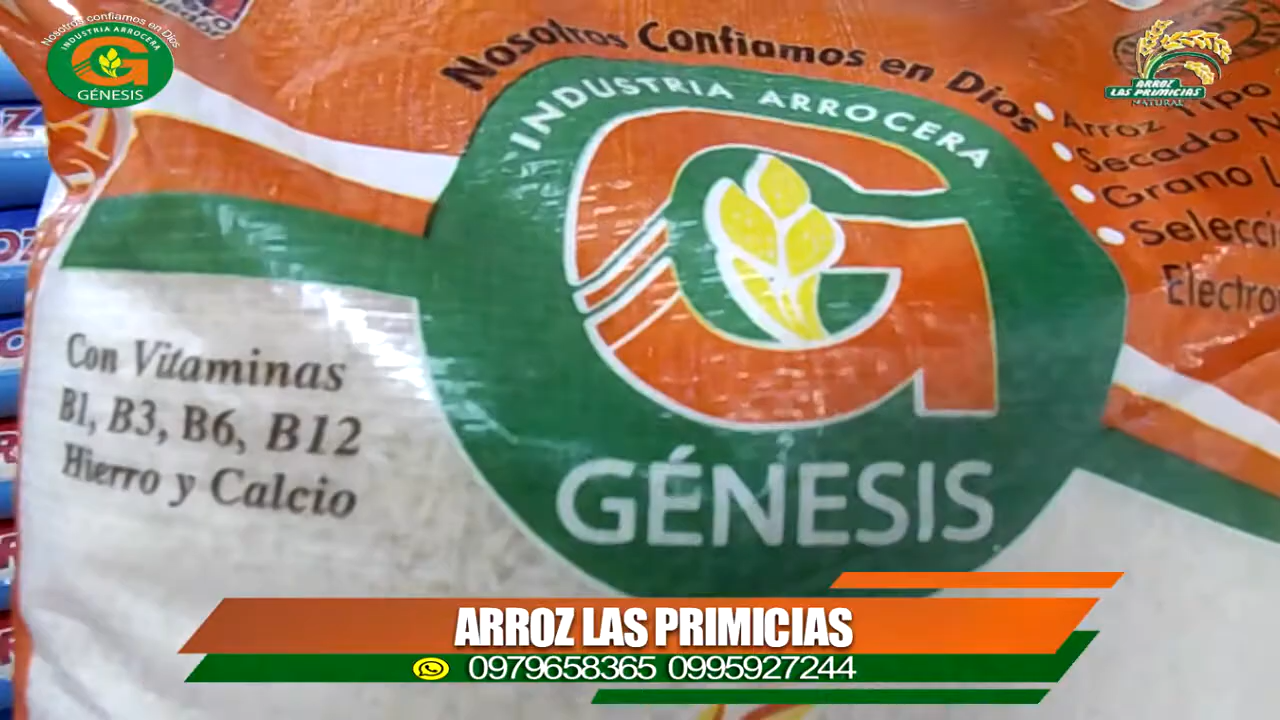 Nosotros confiamos en Dios
INDUSTRIA ARROCERA
G
GÉNESIS
ARROZ
LAS PRIMICIAS
NATURAL
Nosotros Confiamos en Dios
INDUSTRIA ARROCERA
G
GÉNESIS
Arroz Tipo
Secado N
Grano L
Selecci
Electro
Con Vitaminas
B1, B3, B6, B12
Hierro y Calcio
ARROZ LAS PRIMICIAS
0979658365 0995927244